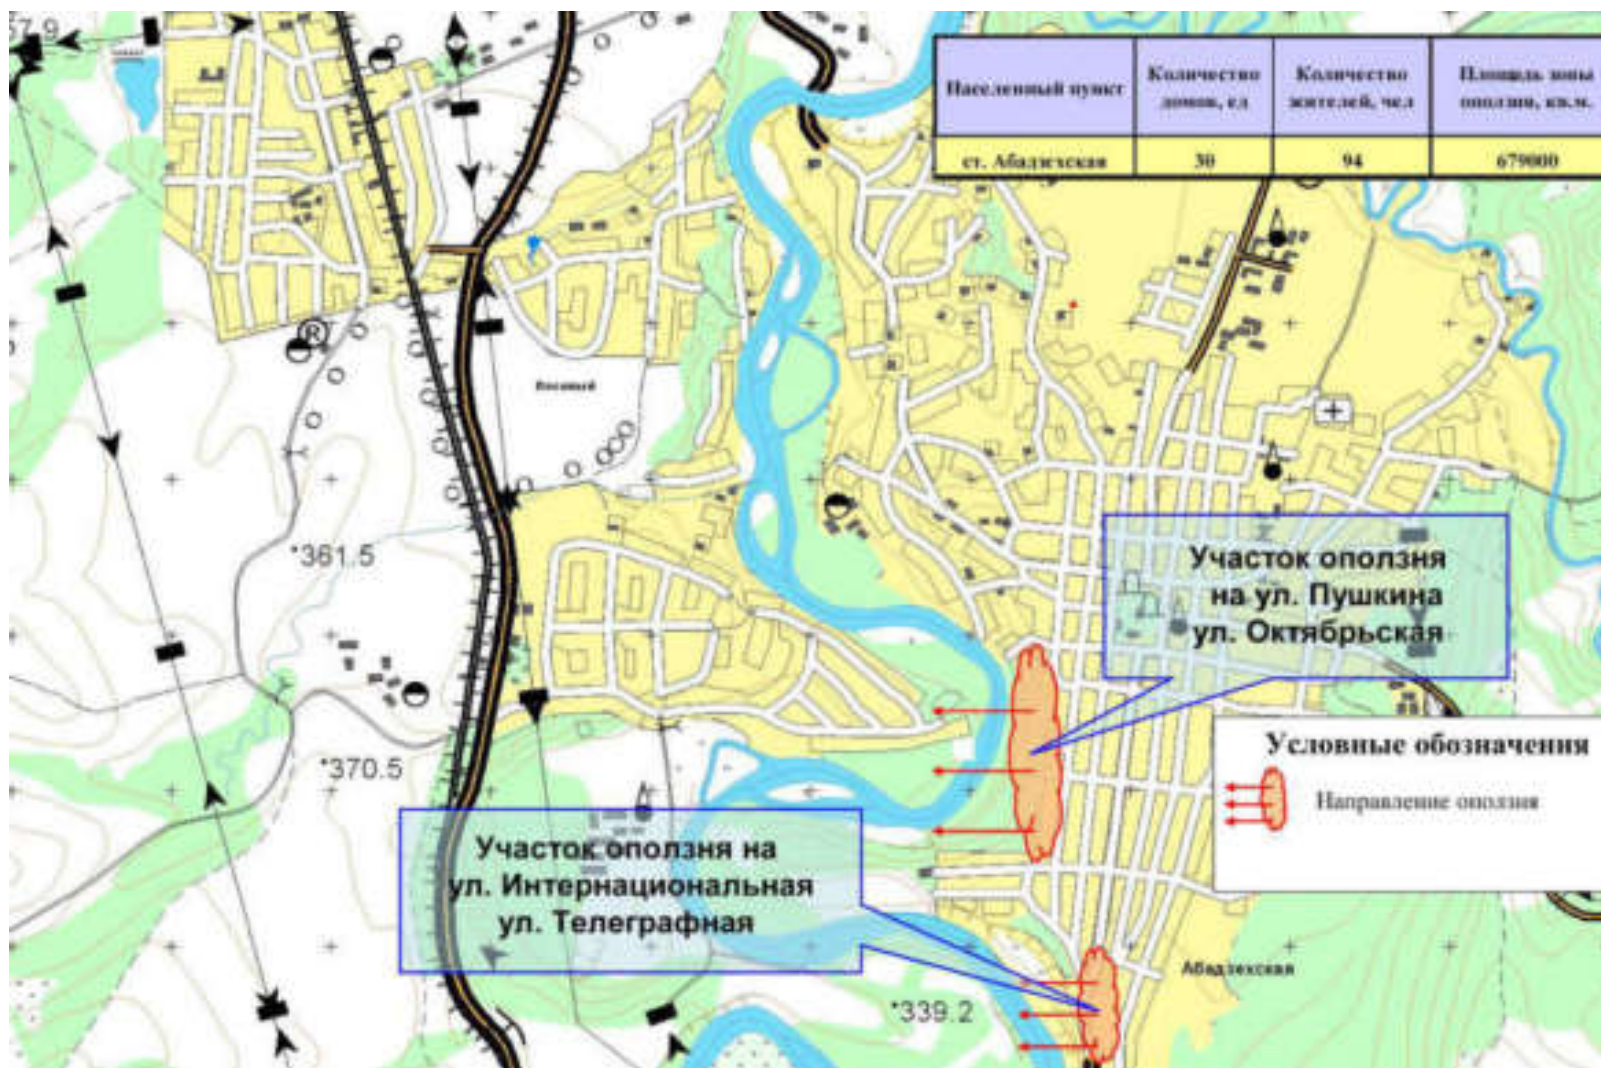 57.9
Населенный пункт
Количество
домов, ед
Количество
жителей, чел
Площадь зоны
оползня, кв.м.
ст. Абадзехская
30
94
679000
R
361.5
Участок оползня
на ул. Пушкина
ул. Октябрьская
370.5
Условные обозначения
Направление оползня
Участок оползня на
ул. Интернациональная
ул. Телеграфная
Абадзехская
339.2